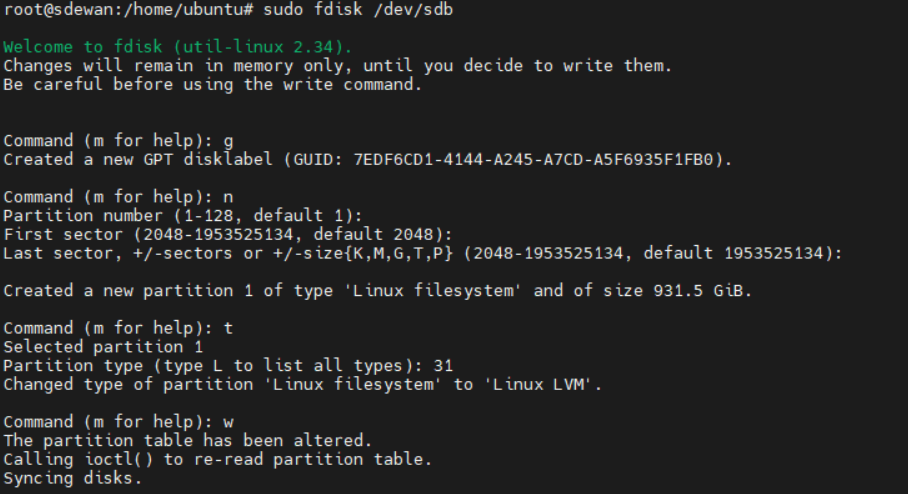 root@sdewan:/home/ubuntu# sudo fdisk /dev/sdb
Welcome to fdisk (util-linux 2.34).
Changes will remain in memory only, until you decide to write them.
Be careful before using the write command.
Command (m for help): g
Created a new GPT disklabel (GUID: 7EDF6CD1-4144-A245-A7CD-A5F6935F1FB0).
Command (m for help): n
Partition number (1-128, default 1):
First sector (2048-1953525134, default 2048):
Last sector, +/-sectors or +/-size{K,M,G,T,P} (2048-1953525134, default 1953525134):
Created a new partition 1 of type 'Linux filesystem' and of size 931.5 GiB.
Command (m for help): t
Selected partition 1
Partition type (type L to list all types): 31
Changed type of partition 'Linux filesystem' to 'Linux LVM'.
Command (m for help): w
The partition table has been altered.
Calling ioctl() to re-read partition table.
Syncing disks.